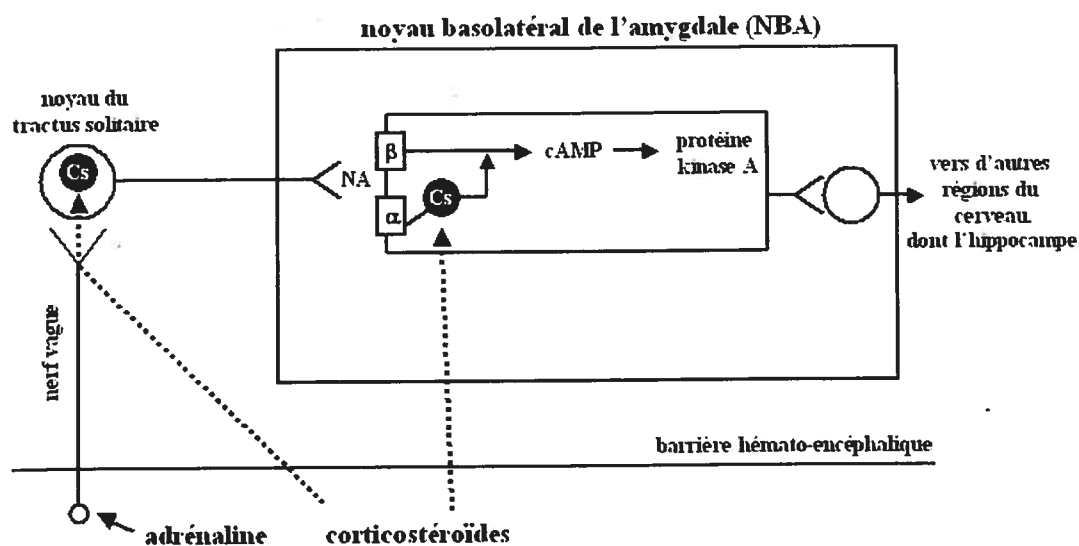 noyau basolatéral de l'amygdale (NBA)
noyau du
tractus solitaire
Cs
NA
β
α
Cs
cAMP
protéine
kinase A
vers d'autres
régions du
cerveau.
dont l'hippocampe
nerf vague
barrière hémato-encéphalique
adrénaline
corticostéroïdes